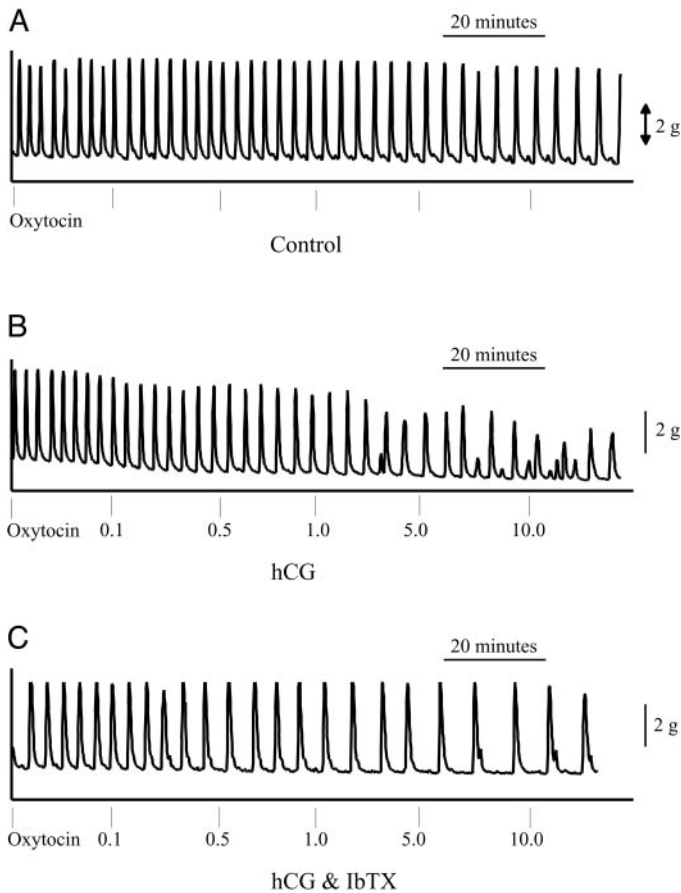 A
20 minutes
2 g
Oxytocin
Control
B
20 minutes
2 g
Oxytocin 0.1 0.5 1.0 5.0 10.0
hCG
C
20 minutes
2 g
Oxytocin 0.1 0.5 1.0 5.0 10.0
hCG & IbTX